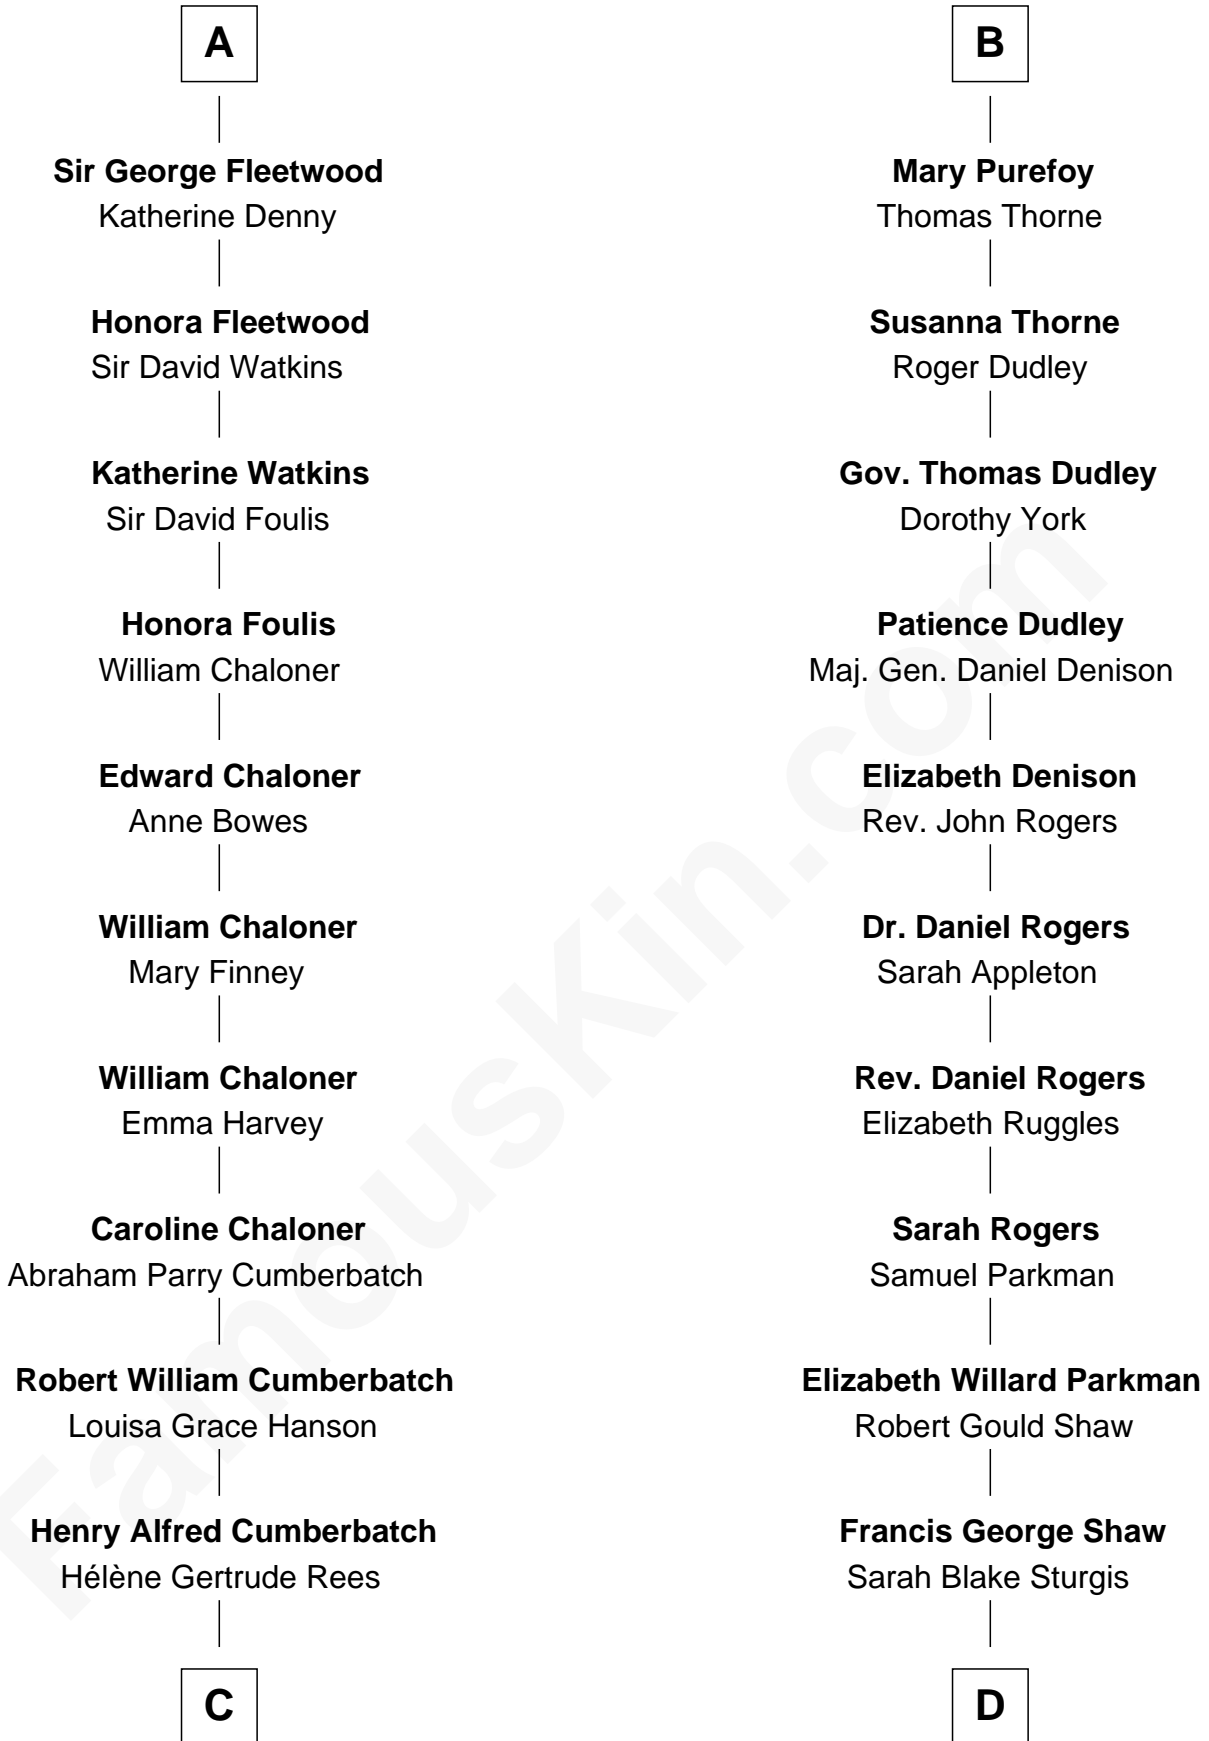 A
Sir George Fleetwood
Katherine Denny
Honora Fleetwood
Sir David Watkins
Katherine Watkins
Sir David Foulis
Honora Foulis
William Chaloner
Edward Chaloner
Anne Bowes
William Chaloner
Mary Finney
William Chaloner
Emma Harvey
Caroline Chaloner
Abraham Parry Cumberbatch
Robert William Cumberbatch
Louisa Grace Hanson
Henry Alfred Cumberbatch
Hélène Gertrude Rees
C
B
Mary Purefoy
Thomas Thorne
Susanna Thorne
Roger Dudley
Gov. Thomas Dudley
Dorothy York
Patience Dudley
Maj. Gen. Daniel Denison
Elizabeth Denison
Rev. John Rogers
Dr. Daniel Rogers
Sarah Appleton
Rev. Daniel Rogers
Elizabeth Ruggles
Sarah Rogers
Samuel Parkman
Elizabeth Willard Parkman
Robert Gould Shaw
Francis George Shaw
Sarah Blake Sturgis
D
FamousKin.com